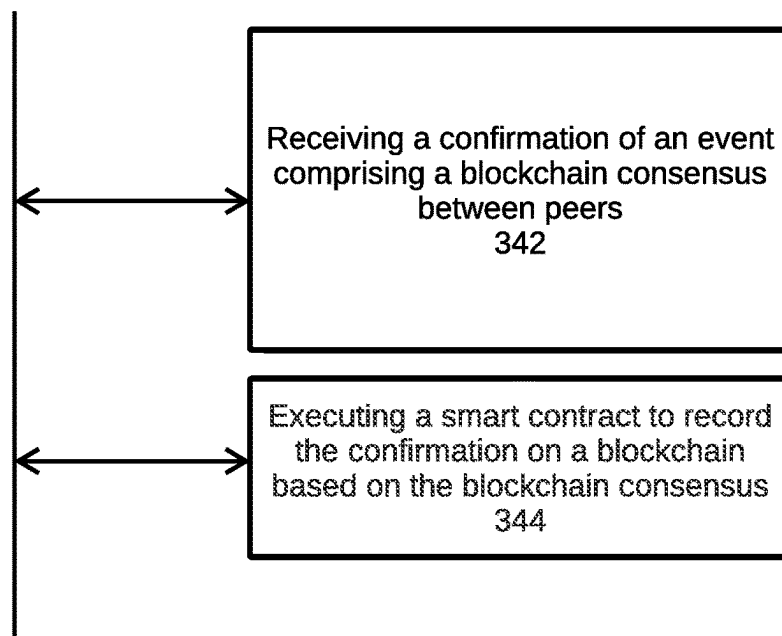 Receiving a confirmation of an event
comprising a blockchain consensus
between peers
342
Executing a smart contract to record
the confirmation on a blockchain
based on the blockchain consensus
344